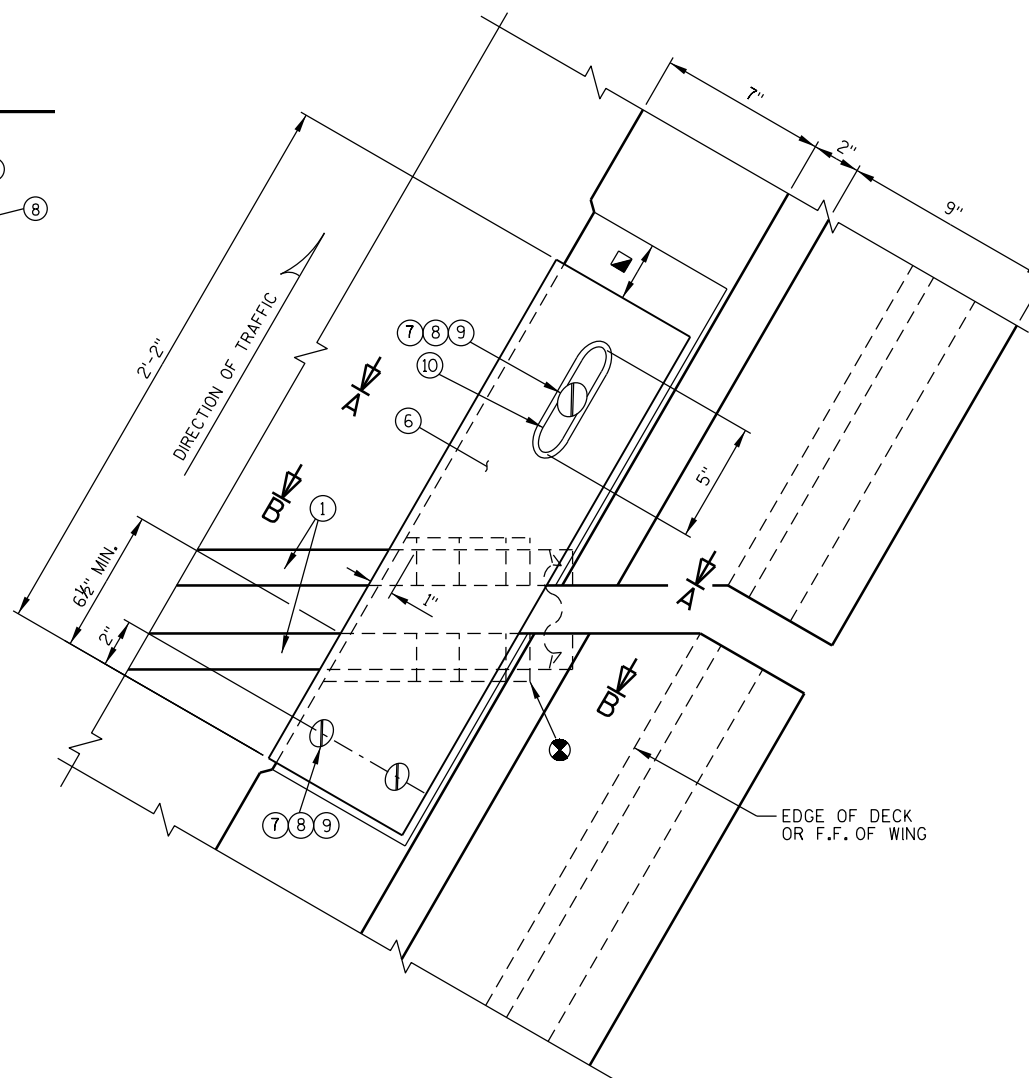 7"
2"
9"
8
2'-2"
DIRECTION OF TRAFFIC
7 8 9
10
A
6
5"
B
1
6½" MIN.
A
1"
2"
B
7 8 9
EDGE OF DECK
OR F.F. OF WING